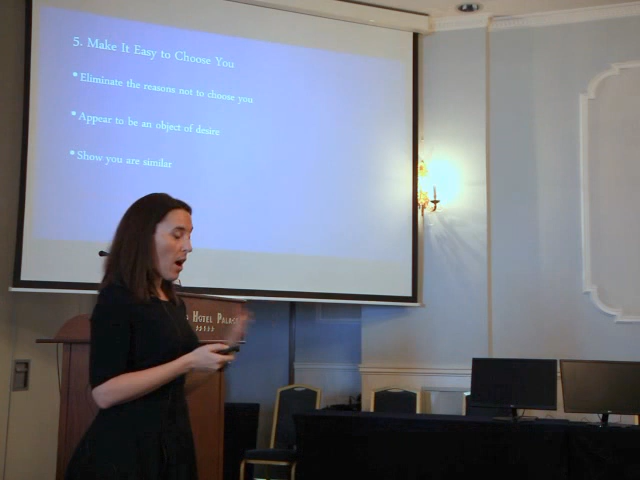 5. Make It Easy to Choose You
• Eliminate the reasons not to choose you
• Appear to be an object of desire
• Show you are similar
Hotel